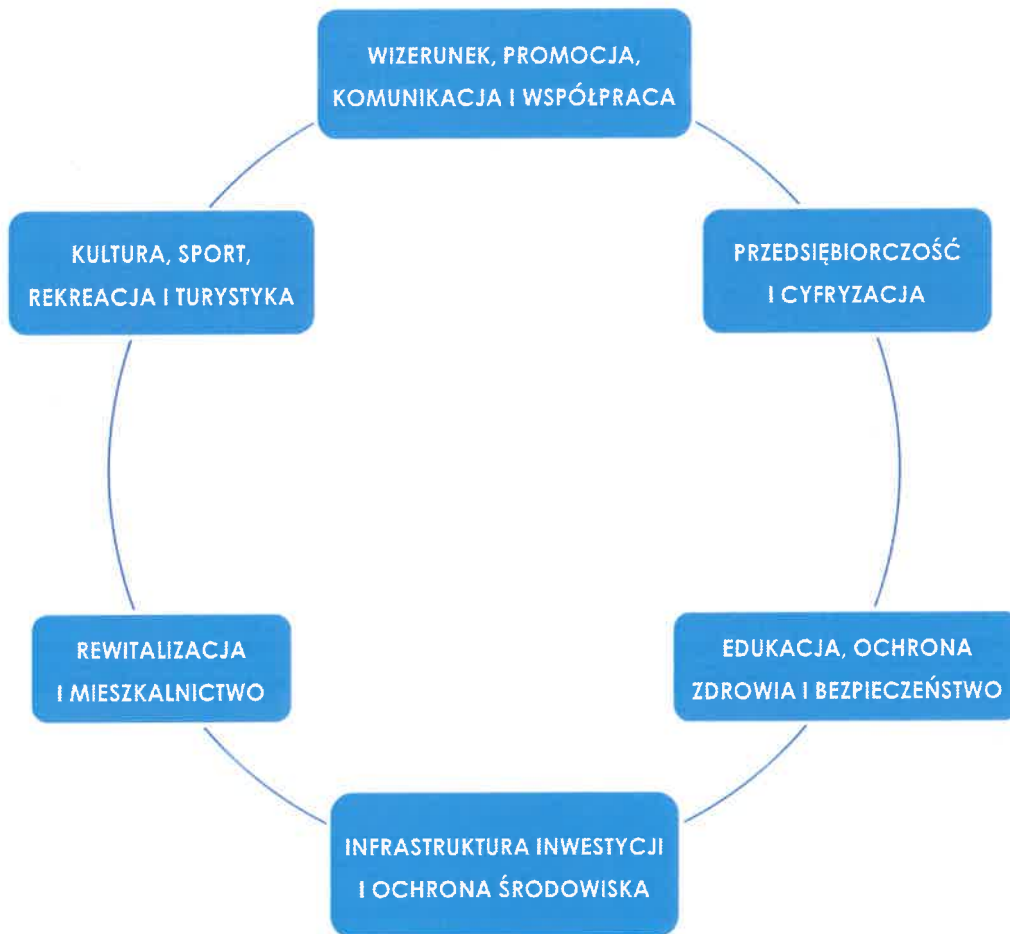 WIZERUNEK, PROMOCJA,
KOMUNIKACJA I WSPÓŁPRACA
PRZEDSIĘBIORCZOŚĆ
I CYFRYZACJA
EDUKACJA, OCHRONA
ZDROWIA I BEZPIECZEŃSTWO
INFRASTRUKTURA INWESTYCJI
I OCHRONA ŚRODOWISKA
REWITALIZACJA
I MIESZKALNICTWO
KULTURA, SPORT,
REKREACJA I TURYSTYKA